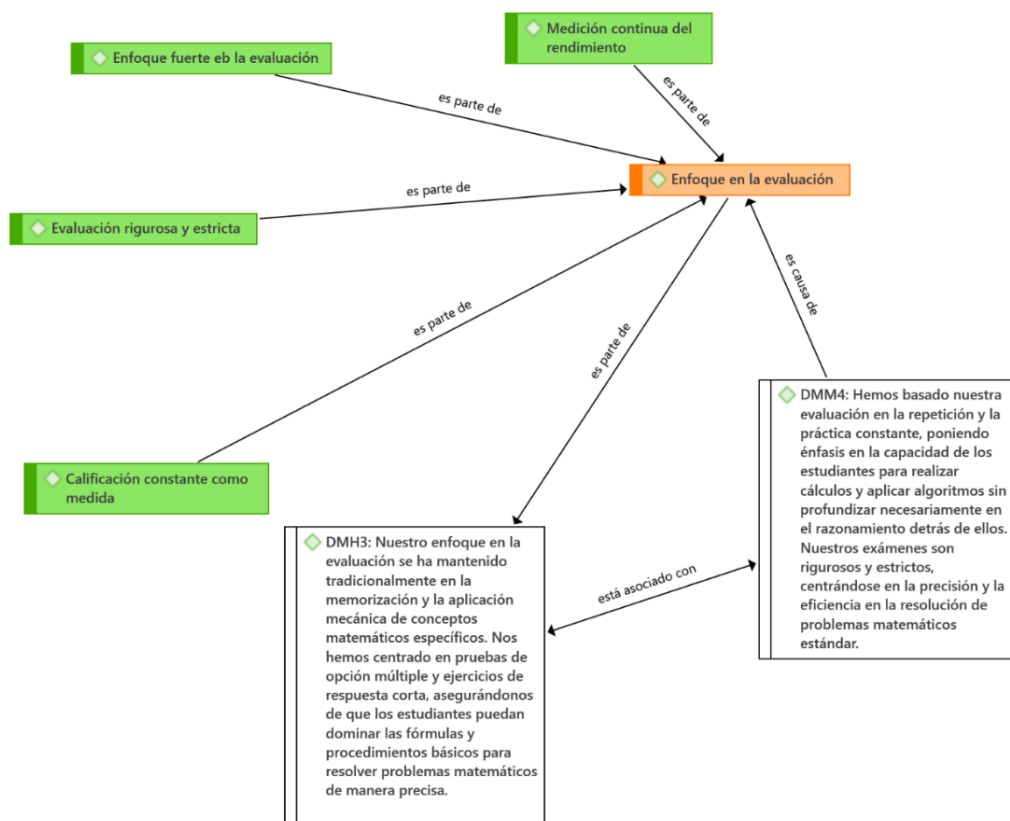 Medición continua del
rendimiento
Enfoque fuerte eb la evaluación
es parte de
es parte de
Enfoque en la evaluación
es parte de
Evaluación rigurosa y estricta
es causa de
es parte de
es parte de
Calificación constante como
medida
DMM4: Hemos basado nuestra
evaluación en la repetición y la
práctica constante, poniendo
énfasis en la capacidad de los
estudiantes para realizar
cálculos y aplicar algoritmos sin
profundizar necesariamente en
el razonamiento detrás de ellos.
Nuestros exámenes son
rigurosos y estrictos,
centrándose en la precisión y la
eficiencia en la resolución de
problemas matemáticos
estándar.
DMH3: Nuestro enfoque en la
evaluación se ha mantenido
tradicionalmente en la
memorización y la aplicación
mecánica de conceptos
matemáticos específicos. Nos
hemos centrado en pruebas de
opción múltiple y ejercicios de
respuesta corta, asegurándonos
de que los estudiantes puedan
dominar las fórmulas y
procedimientos básicos para
resolver problemas matemáticos
de manera precisa.
está asociado con